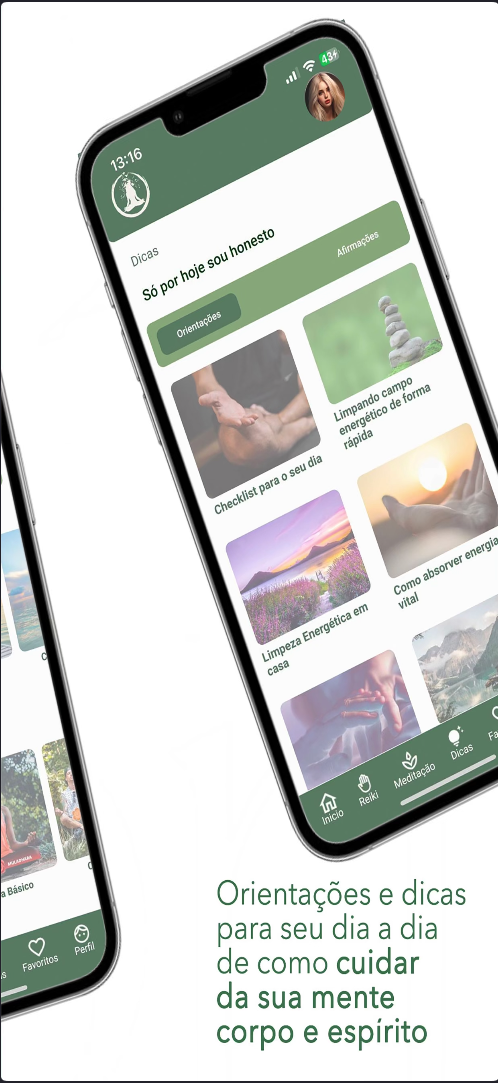 13:16
43
Dicas
Só por hoje sou honesto
Orientações
Afirmações
Checklist para o seu dia
Limpando campo
energético de forma
rápida
Limpeza Energética em
casa
Como absorver energia
vital
Início
Reiki
Meditação
Dicas
Fa
C
a Básico
C
as
Favoritos
Perfil
Orientações e dicas
para seu dia a dia
de como cuidar
da sua mente
corpo e espírito